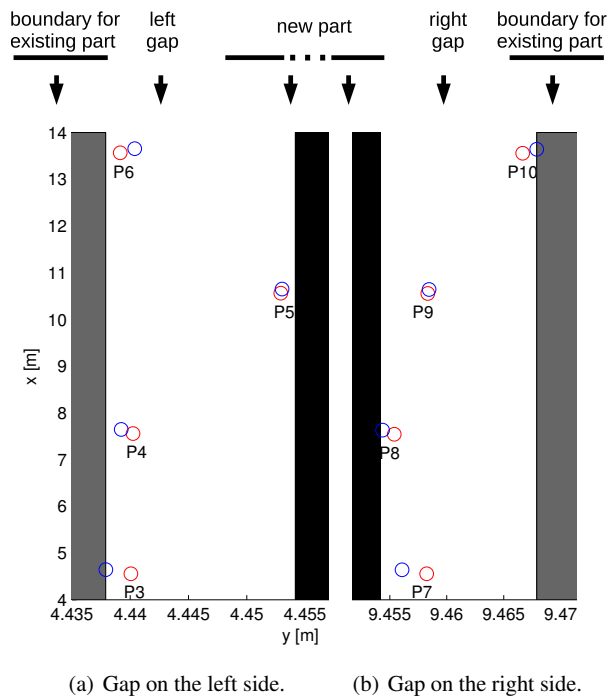 boundary for
existing part
left
gap
new part
right
gap
boundary for
existing part
14
13
12
11
10
9
8
7
6
5
4
x [m]
P6
P10
P5
P9
P4
P8
P3
P7
4.435
4.44
4.445
4.45
4.455
9.455
9.46
9.465
9.47
y [m]
(a) Gap on the left side.
(b) Gap on the right side.